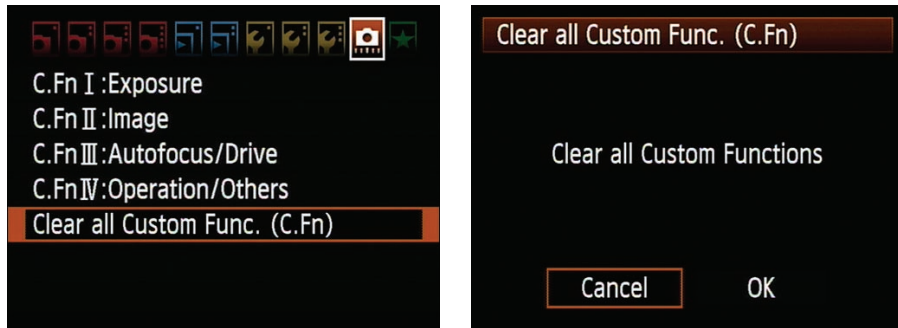 C.Fn Ⅰ:Exposure
C.Fn Ⅱ:Image
C.Fn Ⅲ:Autofocus/Drive
C.Fn Ⅳ:Operation/Others
Clear all Custom Func. (C.Fn)
Clear all Custom Func. (C.Fn)
Clear all Custom Functions
Cancel OK